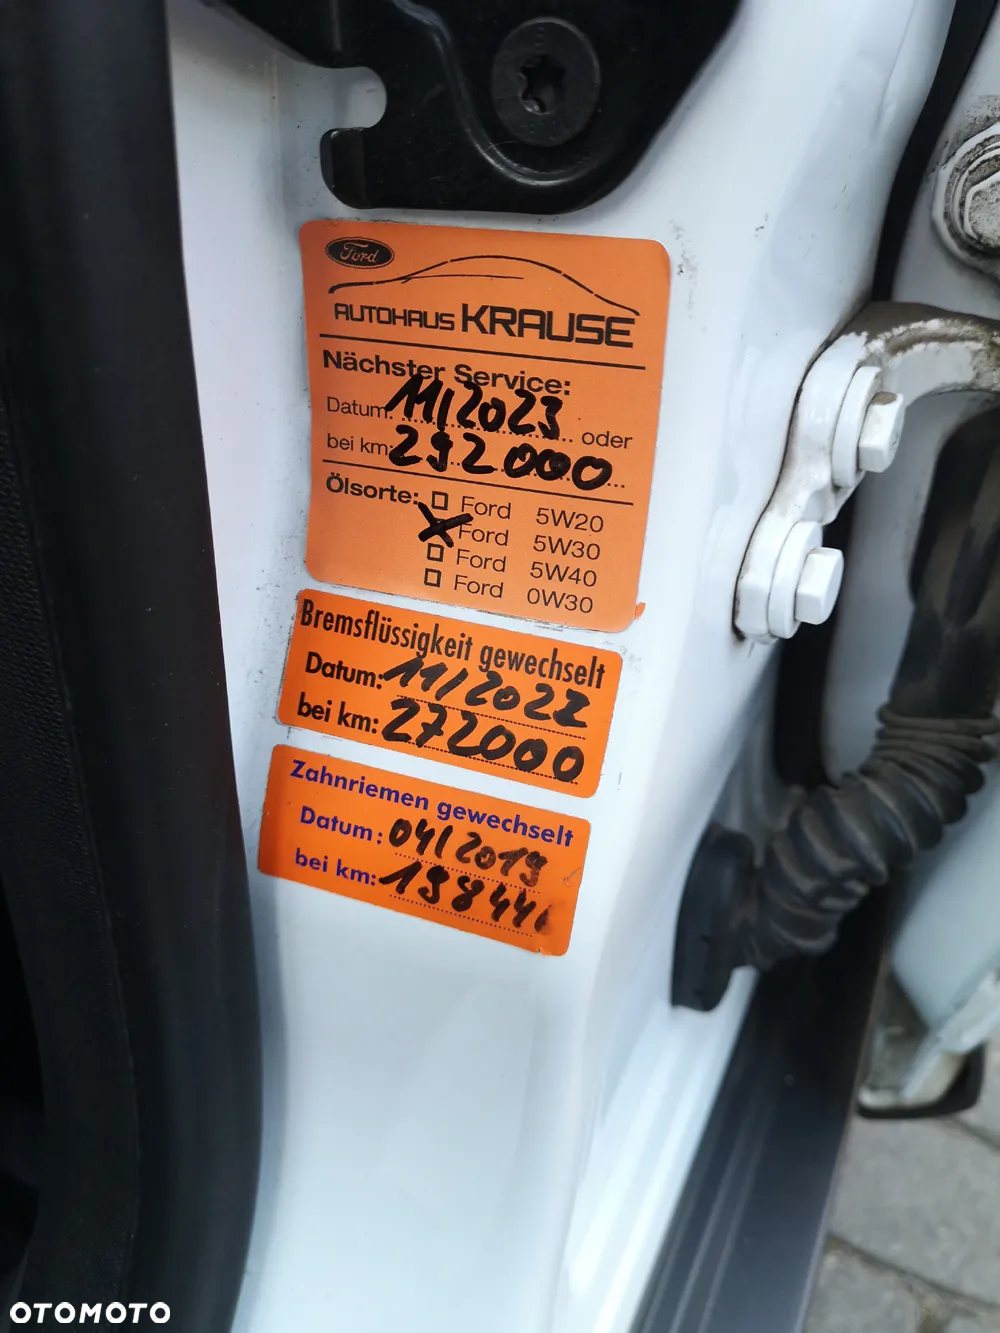 Ford
AUTOHAUS KRAUSE
Nächster Service:
Datum: 11/2023 oder
bei km: 292000
Ölsorte: Ford 5W20
Ford 5W30
Ford 5W40
Ford 0W30
Bremsflüssigkeit gewechselt
Datum: 11/2022
bei km: 272000
Zahnriemen gewechselt
Datum: 04/2019
bei km:
OTOMOTO